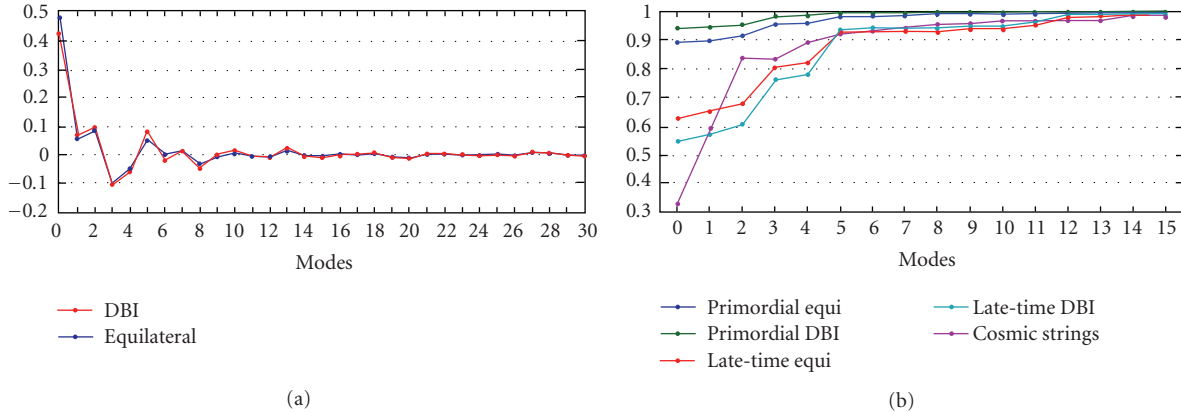 0.5
0.4
0.3
0.2
0.1
0
−0.1
−0.2
0 2 4 6 8 10 12 14 16 18 20 22 24 26 28 30
Modes
DBI
Equilateral
(a)
1
0.9
0.8
0.7
0.6
0.5
0.4
0.3
0 1 2 3 4 5 6 7 8 9 10 11 12 13 14 15
Modes
Primordial equi
Primordial DBI
Late-time equi
Late-time DBI
Cosmic strings
(b)